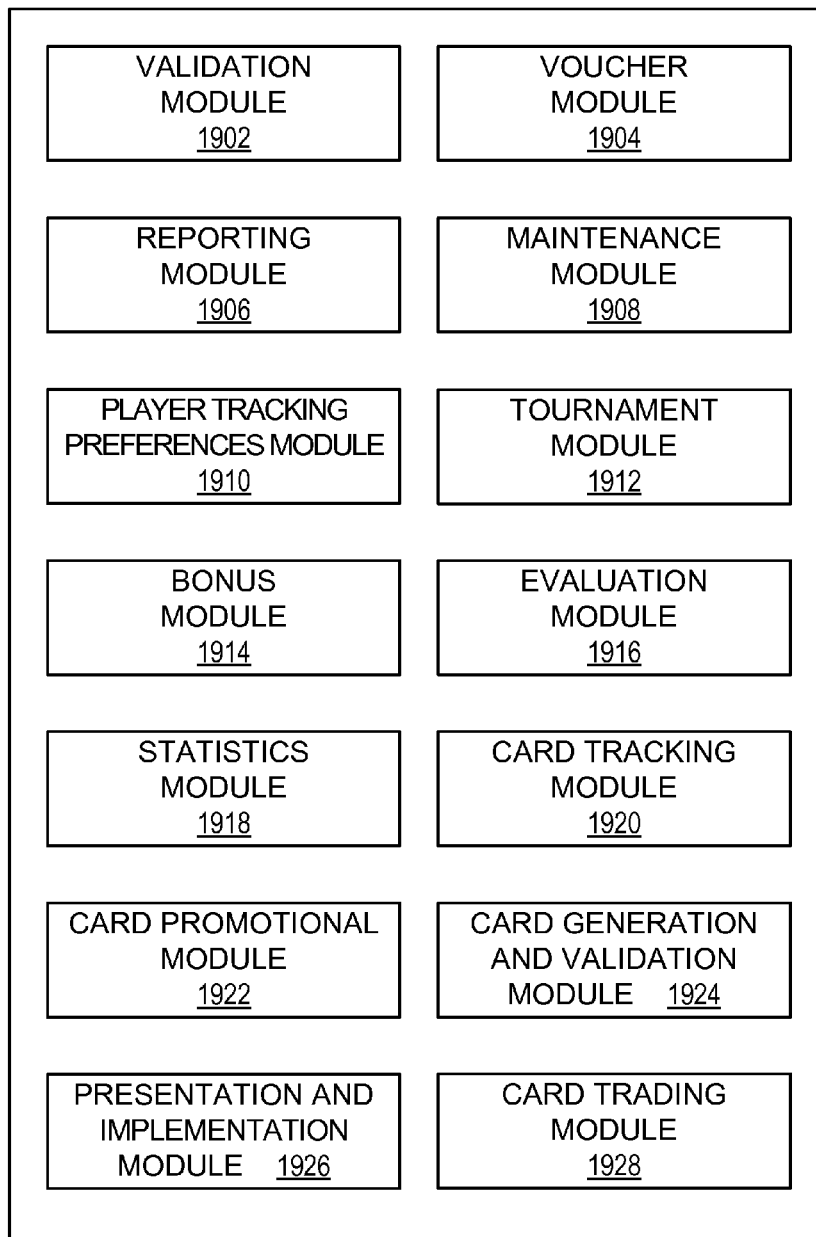 VALIDATION
MODULE
1902
VOUCHER
MODULE
1904
REPORTING
MODULE
1906
MAINTENANCE
MODULE
1908
PLAYER TRACKING
PREFERENCES MODULE
1910
TOURNAMENT
MODULE
1912
BONUS
MODULE
1914
EVALUATION
MODULE
1916
STATISTICS
MODULE
1918
CARD TRACKING
MODULE
1920
CARD PROMOTIONAL
MODULE
1922
CARD GENERATION
AND VALIDATION
MODULE 1924
PRESENTATION AND
IMPLEMENTATION
MODULE 1926
CARD TRADING
MODULE
1928